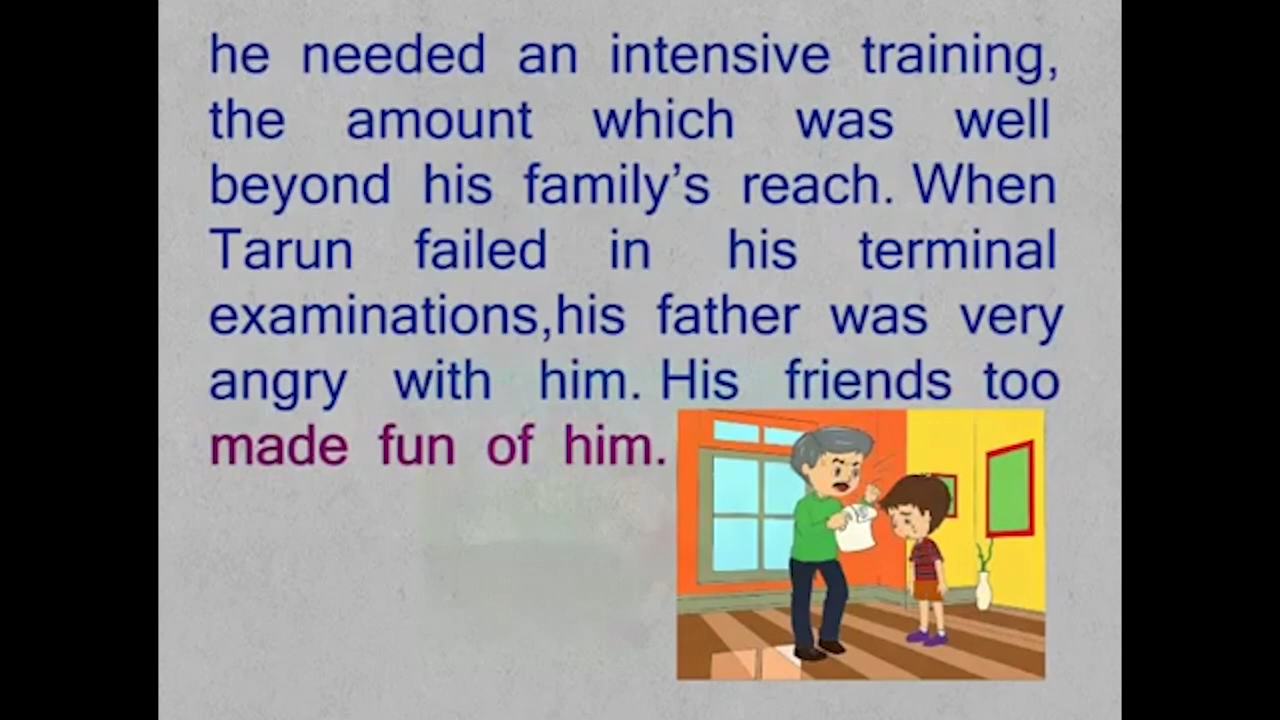 he needed an intensive training,
the amount which was well
beyond his family’s reach. When
Tarun failed in his terminal
examinations,his father was very
angry with him. His friends too
made fun of him.